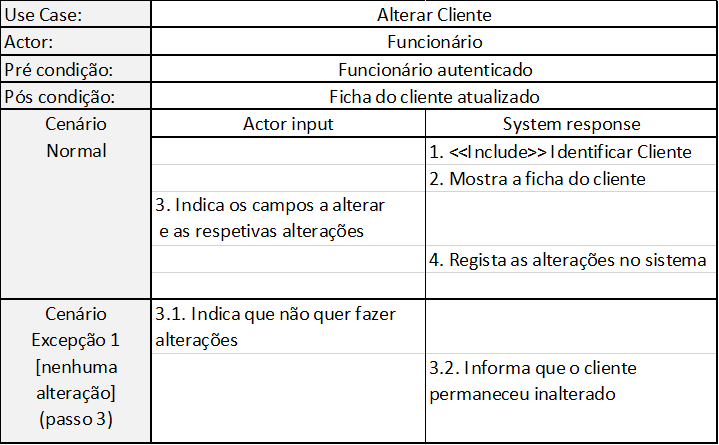 Use Case: Alterar Cliente
Actor: Funcionário
Pré condição: Funcionário autenticado
Pós condição: Ficha do cliente atualizado
Cenário Normal
Actor input
System response
1. <<Include>> Identificar Cliente
2. Mostra a ficha do cliente
3. Indica os campos a alterar
e as respetivas alterações
4. Regista as alterações no sistema
Cenário
Excepção 1
[nenhuma
alteração]
(passo 3)
3.1. Indica que não quer fazer
alterações
3.2. Informa que o cliente
permaneceu inalterado